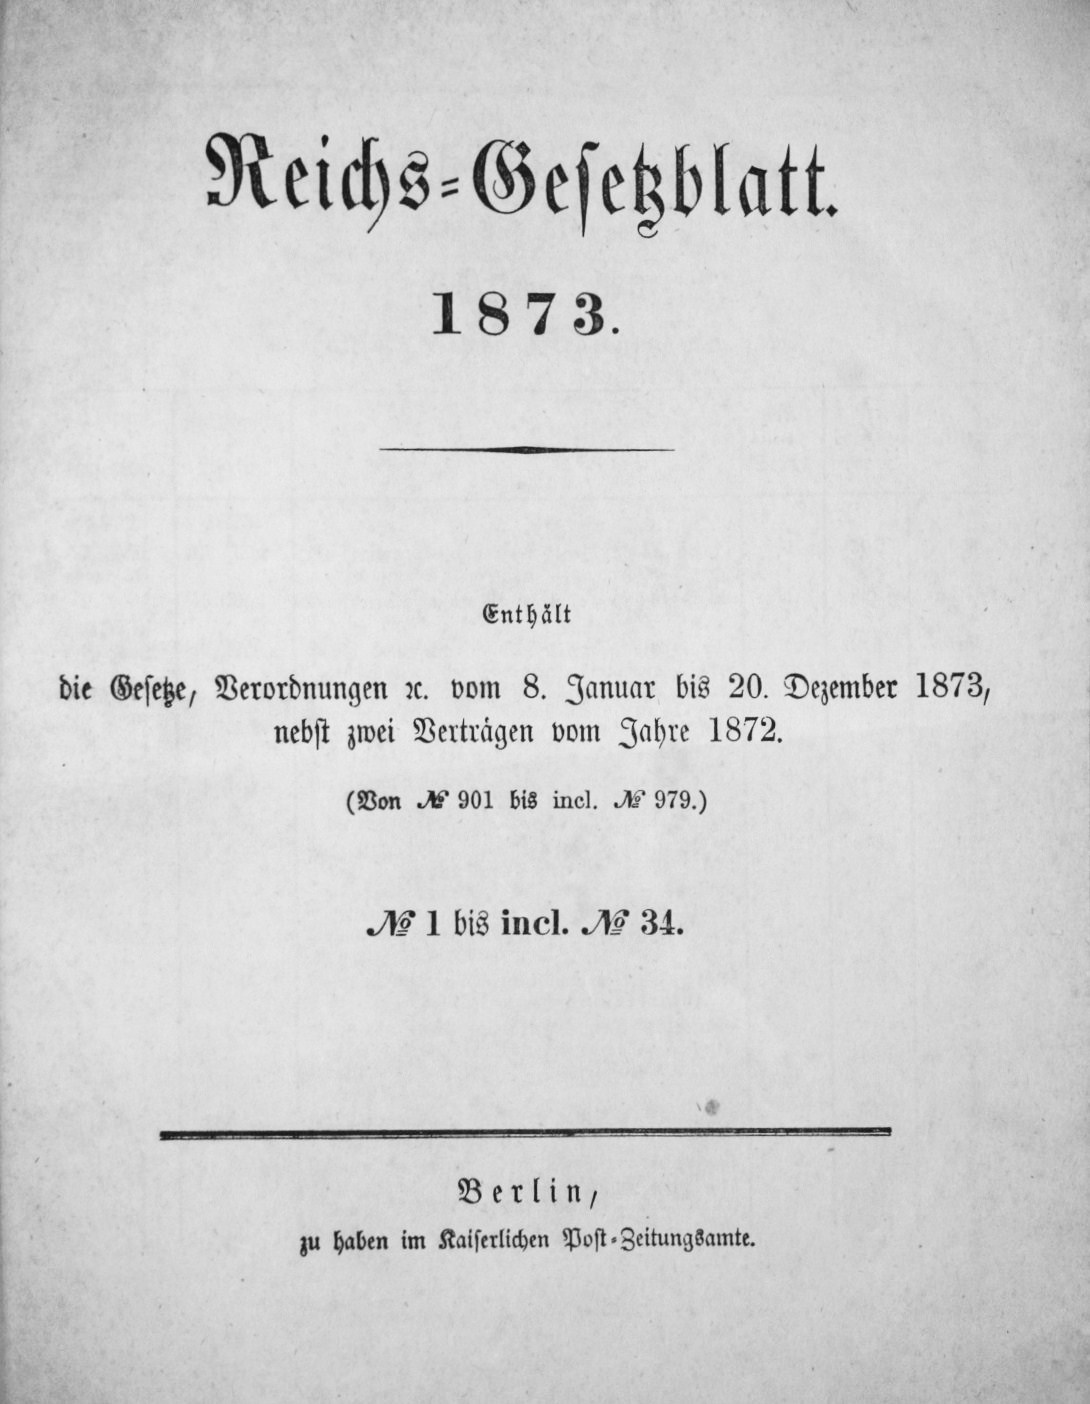 Reichs-Gesetzblatt.
1873.
Enthält
die Gesetze, Verordnungen ꝛc. vom 8. Januar bis 20. Dezember 1873,
nebst zwei Verträgen vom Jahre 1872.
(Von № 901 bis incl. № 979.)
№ 1 bis incl. № 34.
Berlin,
zu haben im Kaiserlichen Post-Zeitungsamte.